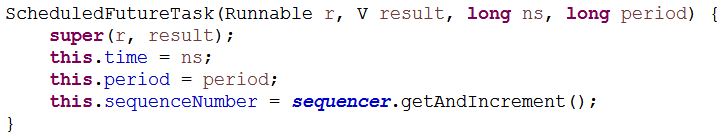 ScheduledFutureTask(Runnable r, V result, long ns, long period) {
    super(r, result);
    this.time = ns;
    this.period = period;
    this.sequenceNumber = sequencer.getAndIncrement();
}